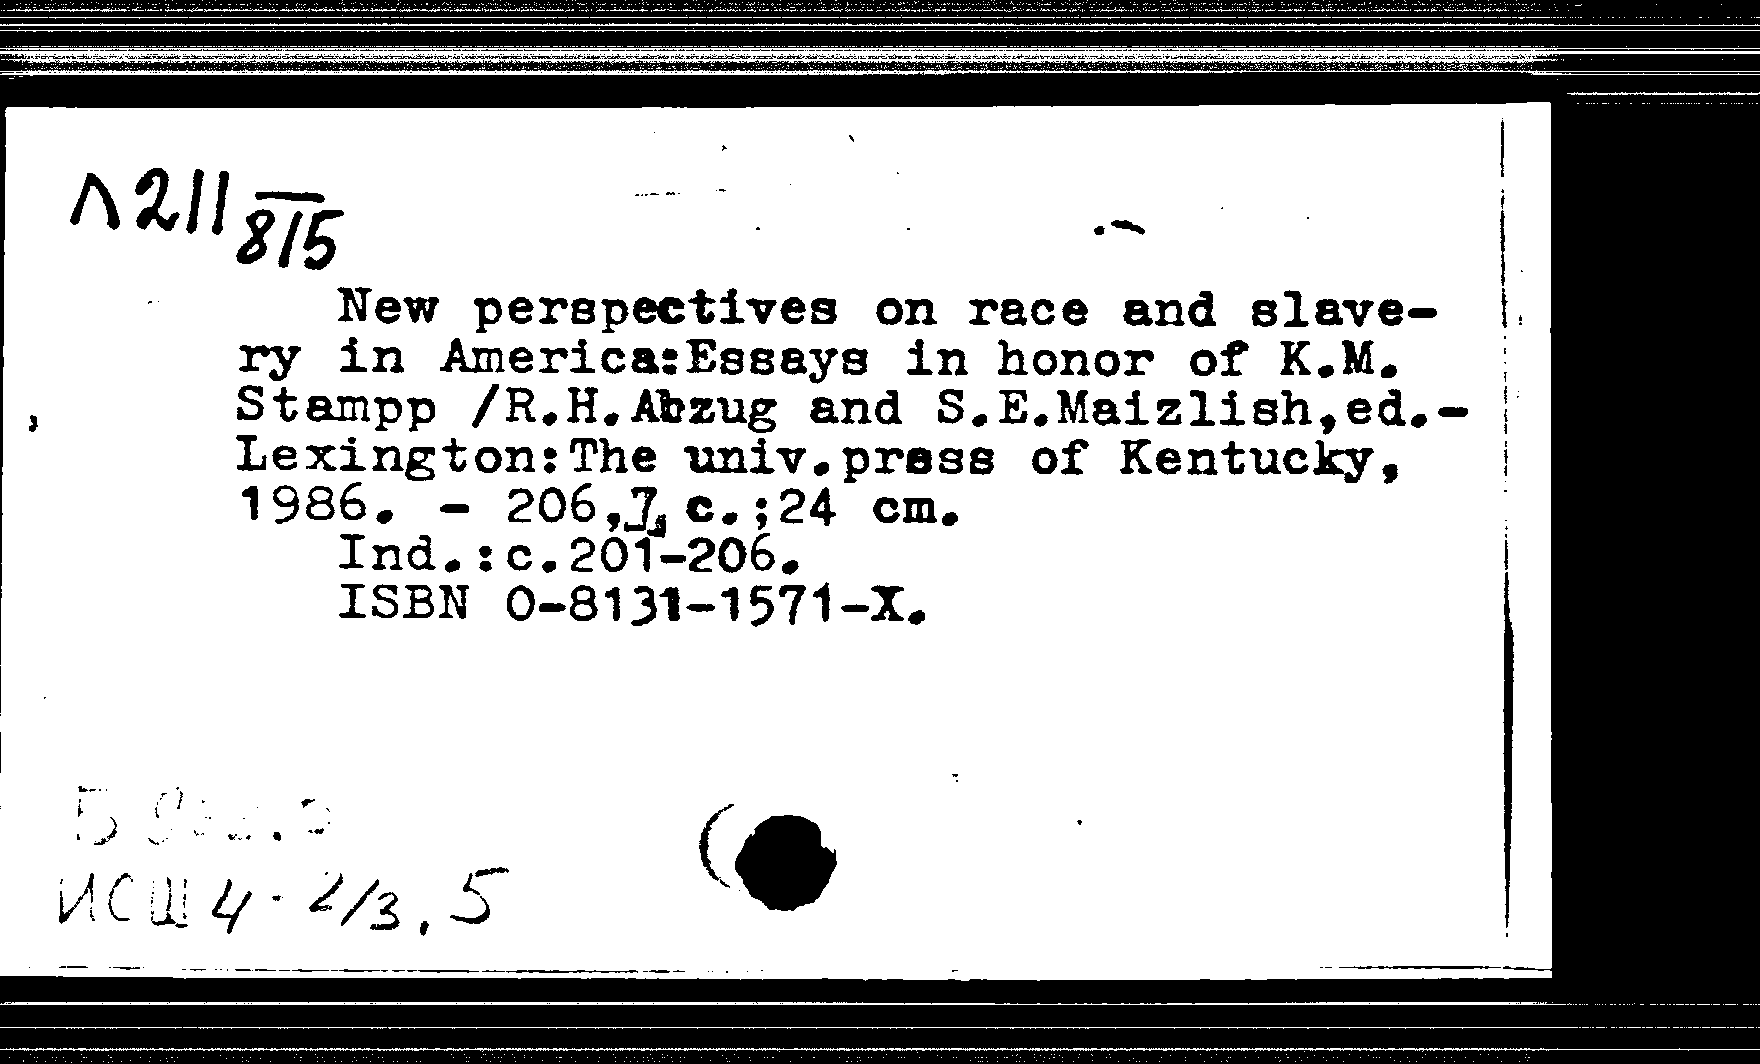 Л211
8/5
New perspectives on race and slave-
ry in America:Essays in honor of K.M.
Stampp /R.H.Abzug and S.E.Maizlish,ed.-
Lexington:The univ.press of Kentucky,
1986. - 206, c.;24 cm.
Ind.:c.201-206.
ISBN 0-8131-1571-X.
Б
ИСШ 4·2/3,5